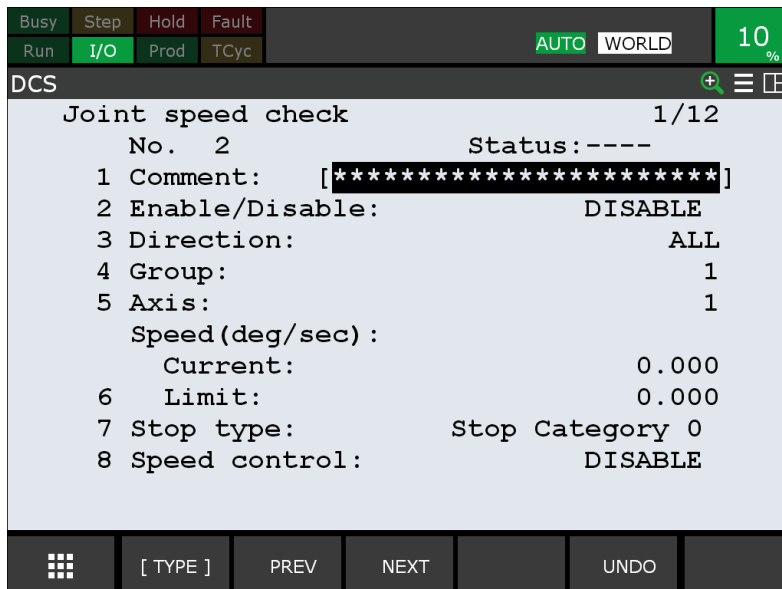 Busy Step Hold Fault
Run I/O Prod TCyc AUTO WORLD 10 %
DCS
Joint speed check 1/12
No. 2 Status:----
1 Comment: [************************]
2 Enable/Disable: DISABLE
3 Direction: ALL
4 Group: 1
5 Axis: 1
Speed(deg/sec):
Current: 0.000
6 Limit: 0.000
7 Stop type: Stop Category 0
8 Speed control: DISABLE
[ TYPE ] PREV NEXT UNDO